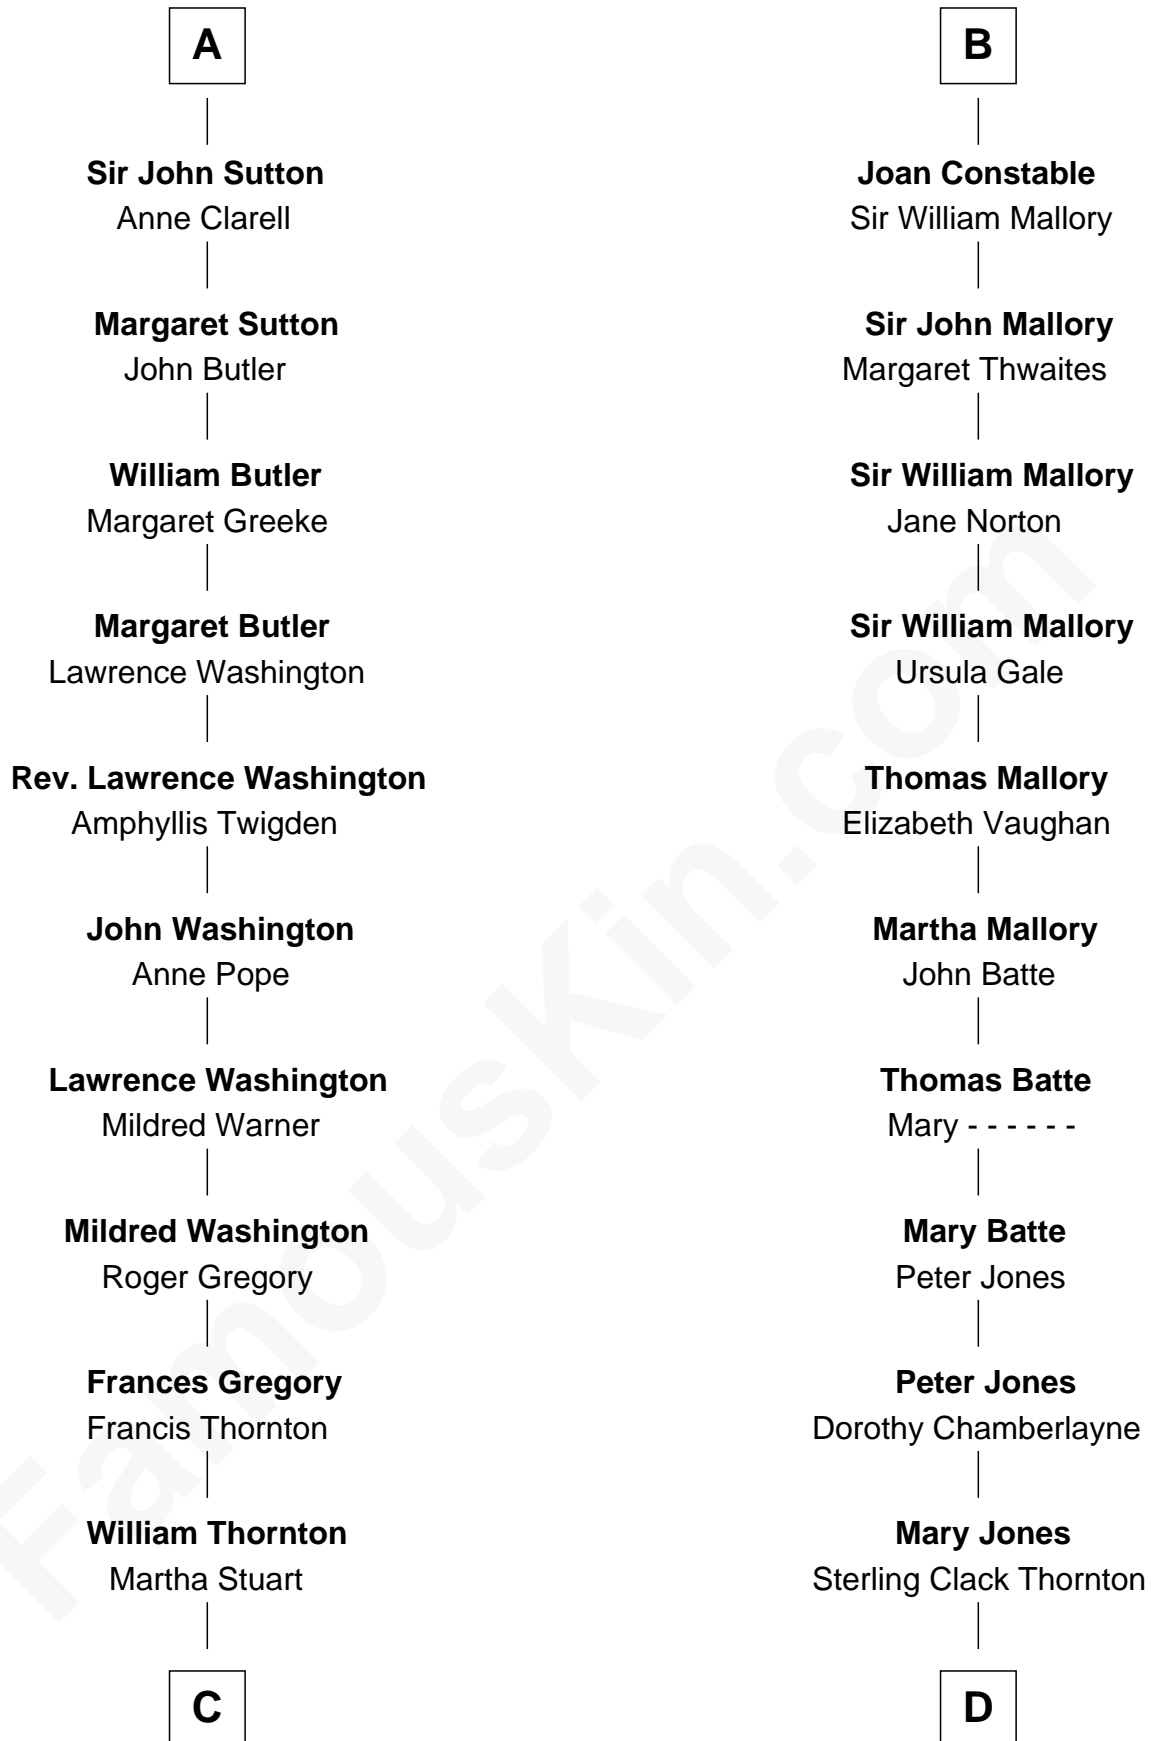 A
Sir John Sutton
Anne Clarell
Margaret Sutton
John Butler
William Butler
Margaret Greeke
Margaret Butler
Lawrence Washington
Rev. Lawrence Washington
Amphyllis Twigden
John Washington
Anne Pope
Lawrence Washington
Mildred Warner
Mildred Washington
Roger Gregory
Frances Gregory
Francis Thornton
William Thornton
Martha Stuart
C
B
Joan Constable
Sir William Mallory
Sir John Mallory
Margaret Thwaites
Sir William Mallory
Jane Norton
Sir William Mallory
Ursula Gale
Thomas Mallory
Elizabeth Vaughan
Martha Mallory
John Batte
Thomas Batte
Mary - - - - - -
Mary Batte
Peter Jones
Peter Jones
Dorothy Chamberlayne
Mary Jones
Sterling Clack Thornton
D
FamousKin.com